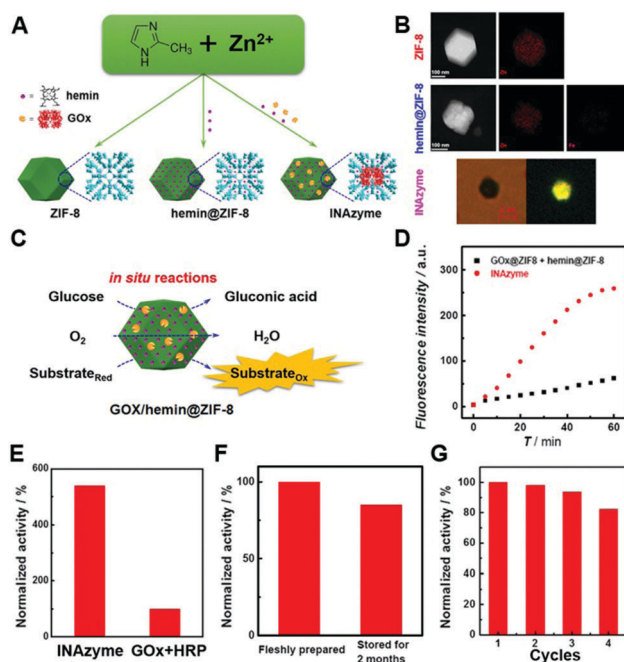 A
N
N
H
CH3 + Zn2+
hemin
GOx
ZIF-8
hemin@ZIF-8
INAzyme
B
ZIF-8
100 nm
Zn
hemin@ZIF-8
100 nm
Zn
Fe
INAzyme
C
in situ reactions
Glucose
Gluconic acid
O2
H2O
SubstrateRed
SubstrateOx
GOX/hemin@ZIF-8
D
Fluorescence intensity / a.u.
300
200
100
0
GOx@ZIF8 + hemin@ZIF-8
INAzyme
0 20 40 60
T / min
E
Normalized activity / %
600
400
200
0
INAzyme GOx+HRP
F
Normalized activity / %
100
50
0
Fleshly prepared
Stored for
2 months
G
Normalized activity / %
100
80
60
40
20
0
1 2 3 4
Cycles